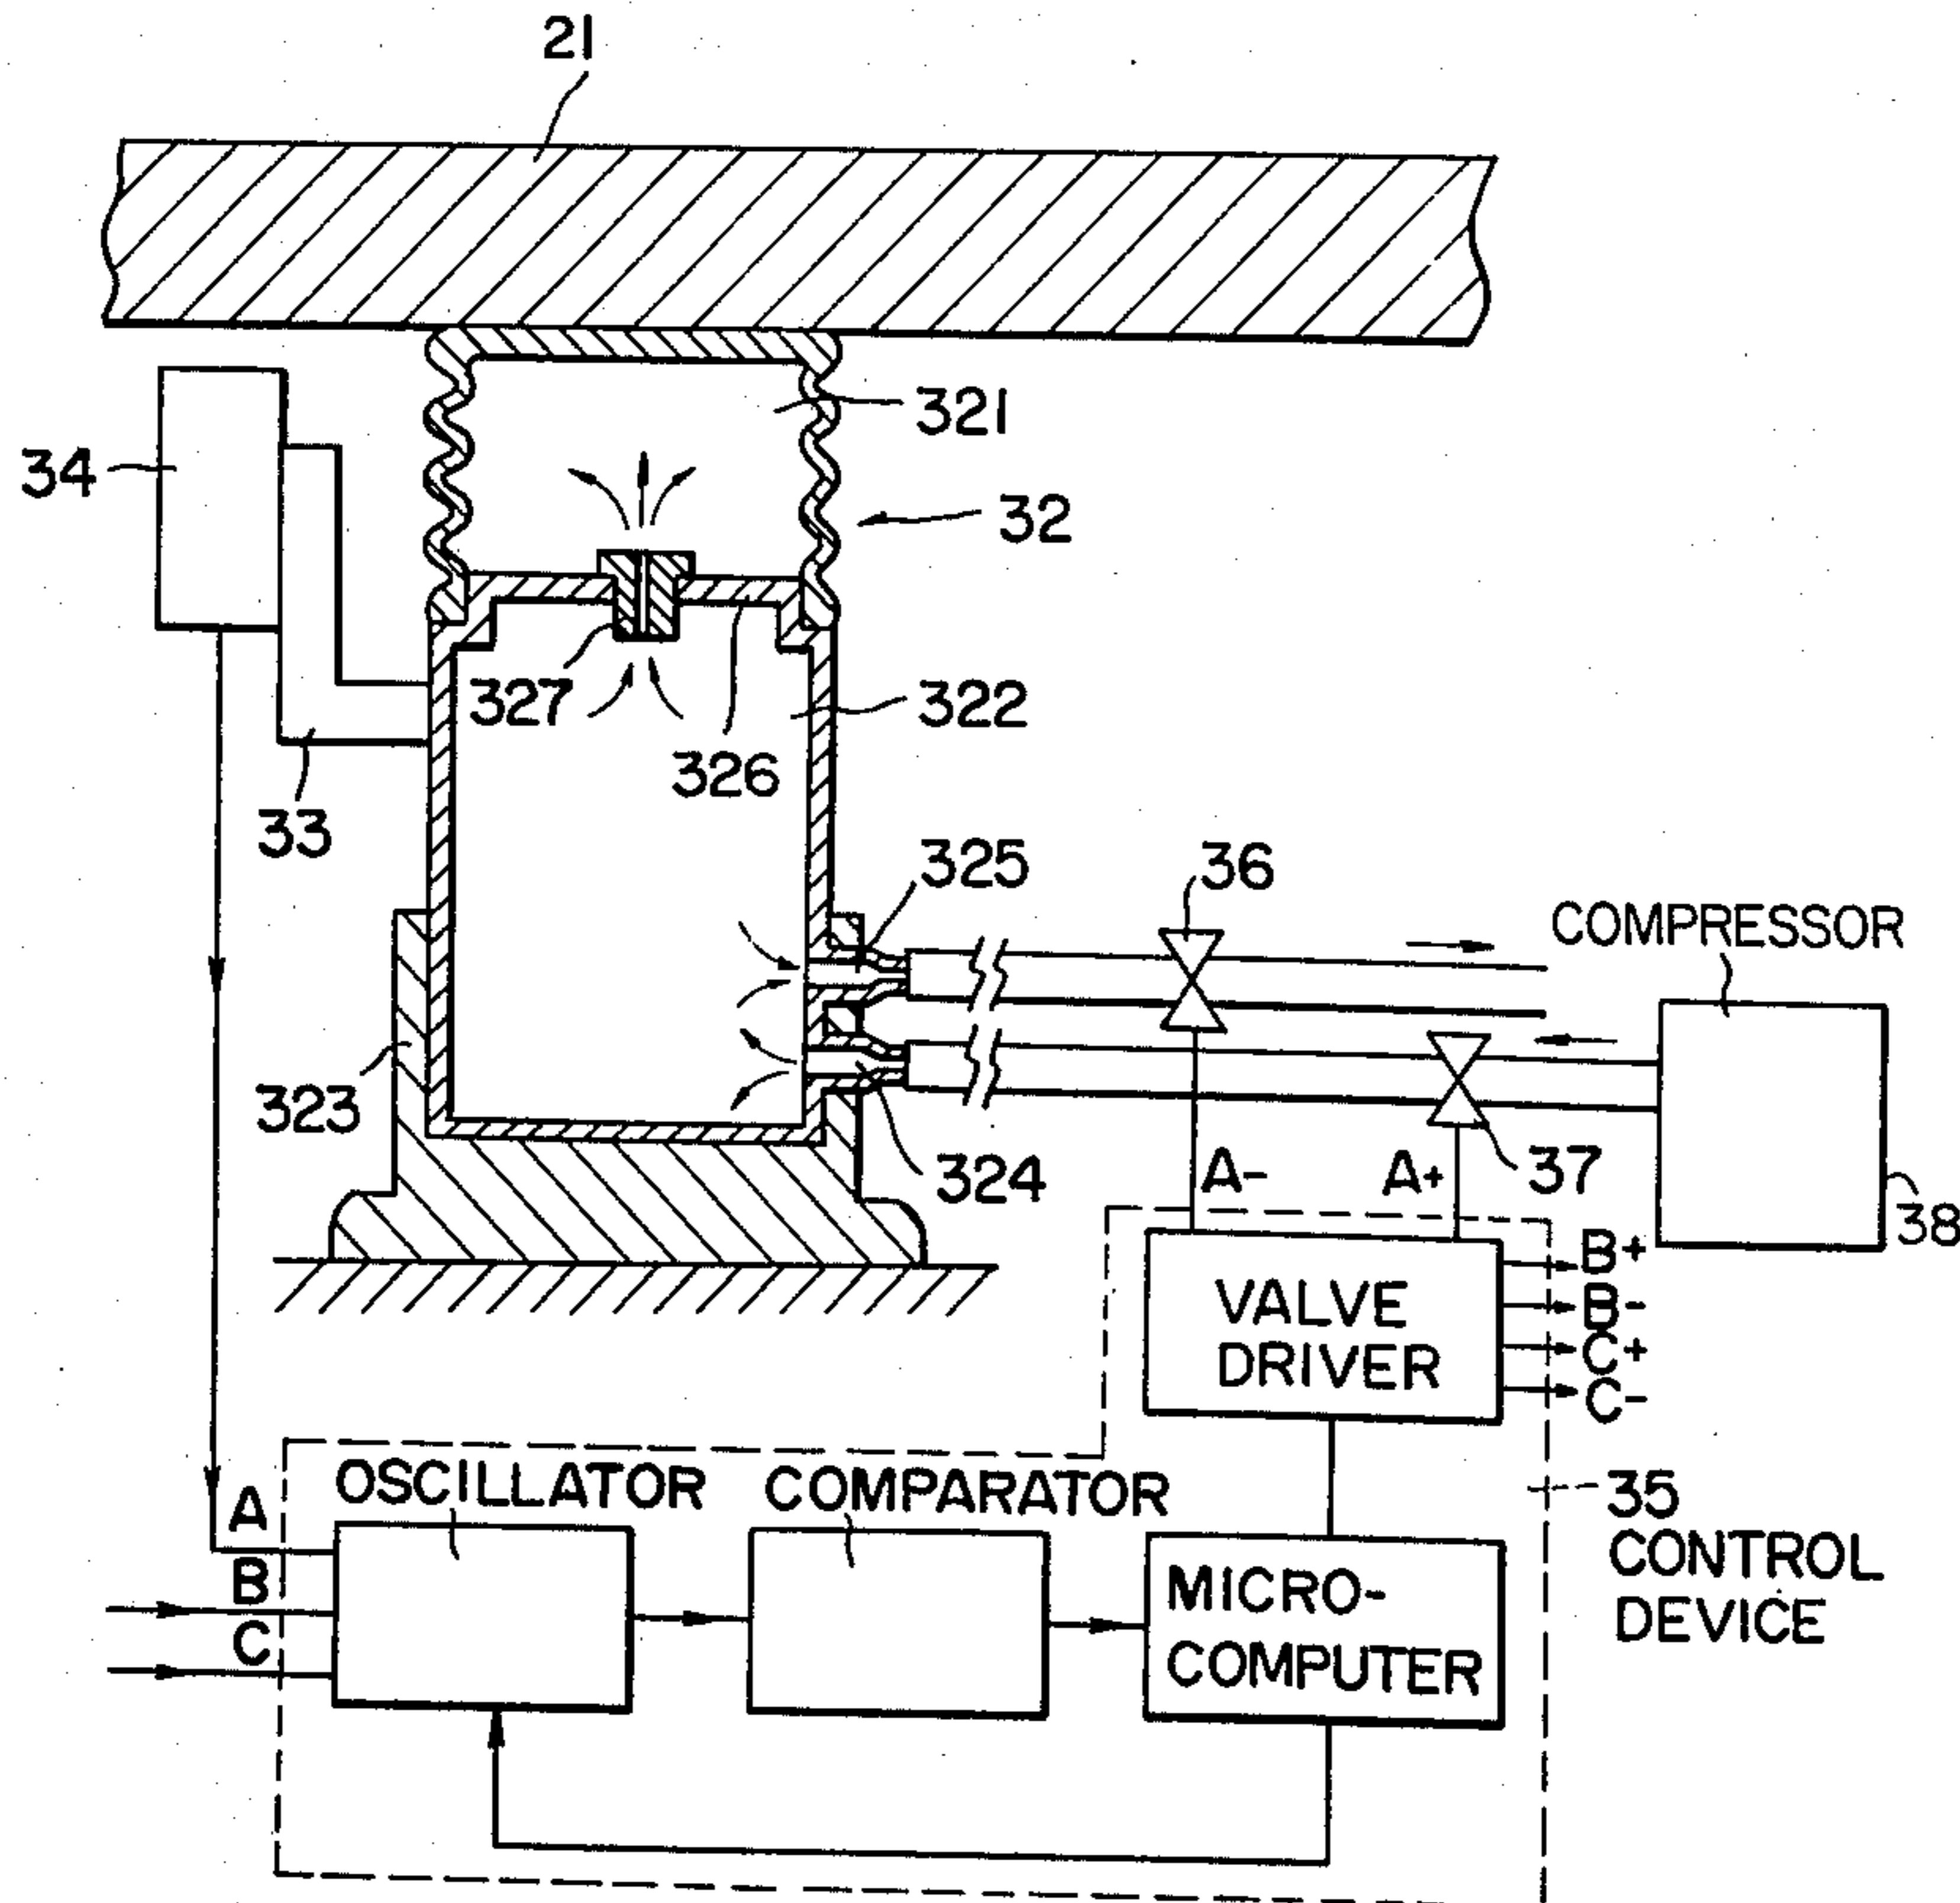 21
321
34
32
327
322
326
33
325
36
COMPRESSOR
323
324
A-
A+
37
38
VALVE
DRIVER
B+
B-
C+
C-
OSCILLATOR
COMPARATOR
35
CONTROL
DEVICE
A
B
C
MICRO-
COMPUTER